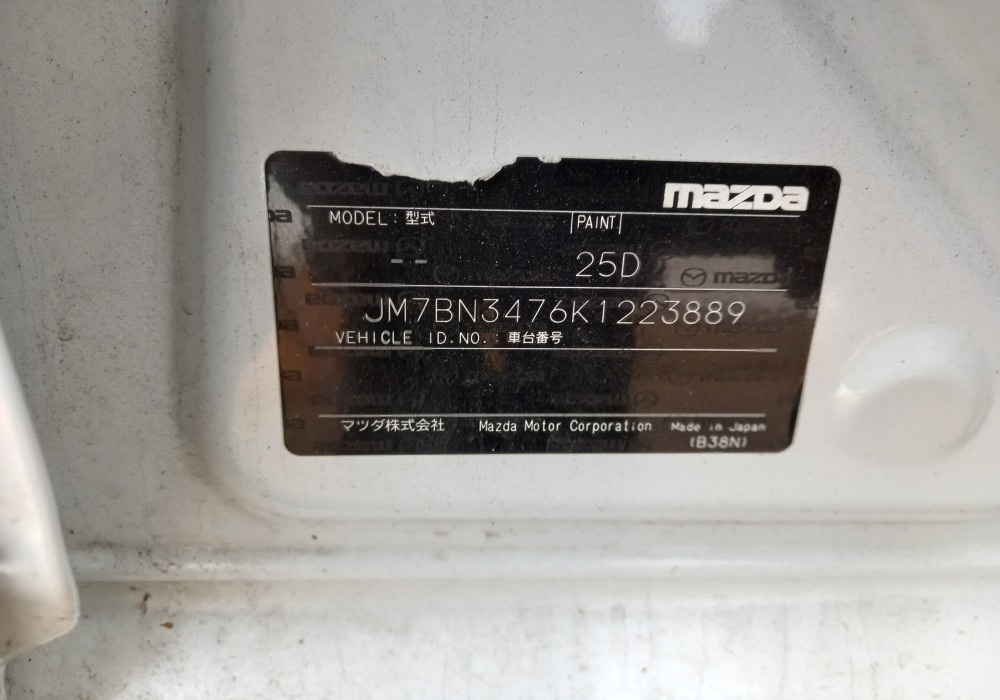 mazda
MODEL : 型式 PAINT
-- 25D
mazda
JM7BN3476K1223889
VEHICLE ID.NO. : 車台番号
マツダ株式会社 Mazda Motor Corporation Made in Japan
(B38N)